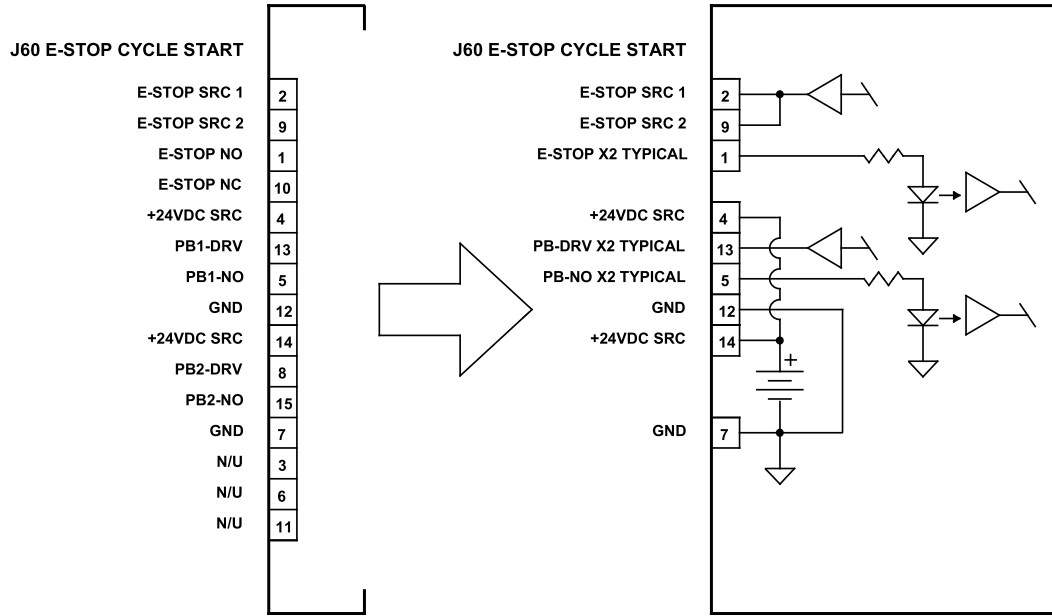 J60 E-STOP CYCLE START
E-STOP SRC 1 2
E-STOP SRC 2 9
E-STOP NO 1
E-STOP NC 10
+24VDC SRC 4
PB1-DRV 13
PB1-NO 5
GND 12
+24VDC SRC 14
PB2-DRV 8
PB2-NO 15
GND 7
N/U 3
N/U 6
N/U 11
J60 E-STOP CYCLE START
E-STOP SRC 1 2
E-STOP SRC 2 9
E-STOP X2 TYPICAL 1
+24VDC SRC 4
PB-DRV X2 TYPICAL 13
PB-NO X2 TYPICAL 5
GND 12
+24VDC SRC 14
+
GND 7